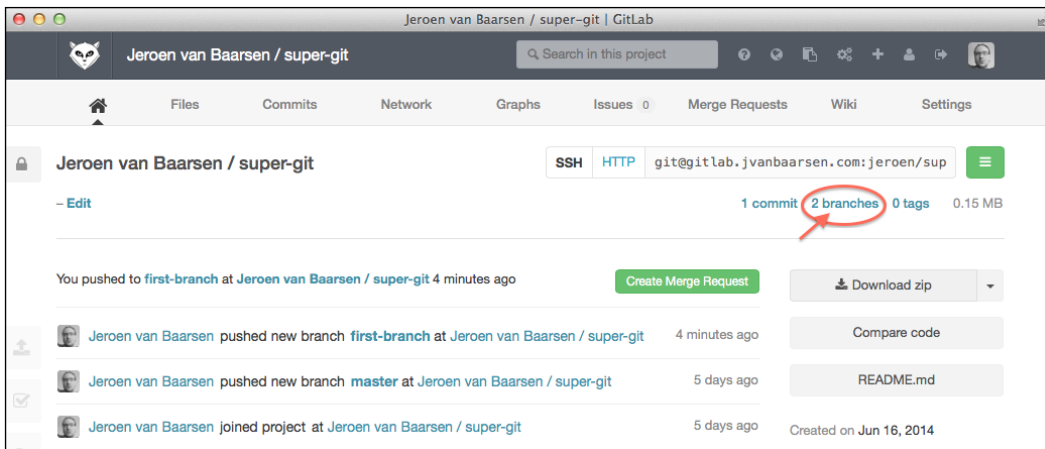 Jeroen van Baarsen / super-git | GitLab
Jeroen van Baarsen / super-git
Search in this project
Files Commits Network Graphs Issues 0 Merge Requests Wiki Settings
Jeroen van Baarsen / super-git
SSH HTTP git@gitlab.jvanbaarsen.com:jeroen/sup
– Edit
1 commit 2 branches 0 tags 0.15 MB
You pushed to first-branch at Jeroen van Baarsen / super-git 4 minutes ago
Create Merge Request
Download zip
Jeroen van Baarsen pushed new branch first-branch at Jeroen van Baarsen / super-git 4 minutes ago
Compare code
Jeroen van Baarsen pushed new branch master at Jeroen van Baarsen / super-git 5 days ago
README.md
Jeroen van Baarsen joined project at Jeroen van Baarsen / super-git 5 days ago
Created on Jun 16, 2014